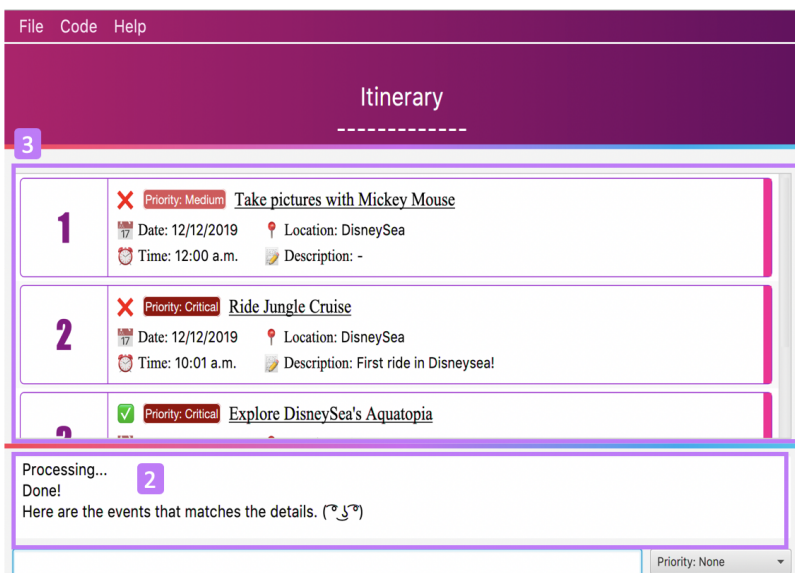 File Code Help
Itinerary
-------------
3
1
Priority: Medium Take pictures with Mickey Mouse
17 Date: 12/12/2019 Location: DisneySea
Time: 12:00 a.m. Description: -
2
Priority: Critical Ride Jungle Cruise
17 Date: 12/12/2019 Location: DisneySea
Time: 10:01 a.m. Description: First ride in Disneysea!
Priority: Critical Explore DisneySea's Aquatopia
Processing...
2
Done!
Here are the events that matches the details. ( ͡° ͜ʖ ͡°)
Priority: None